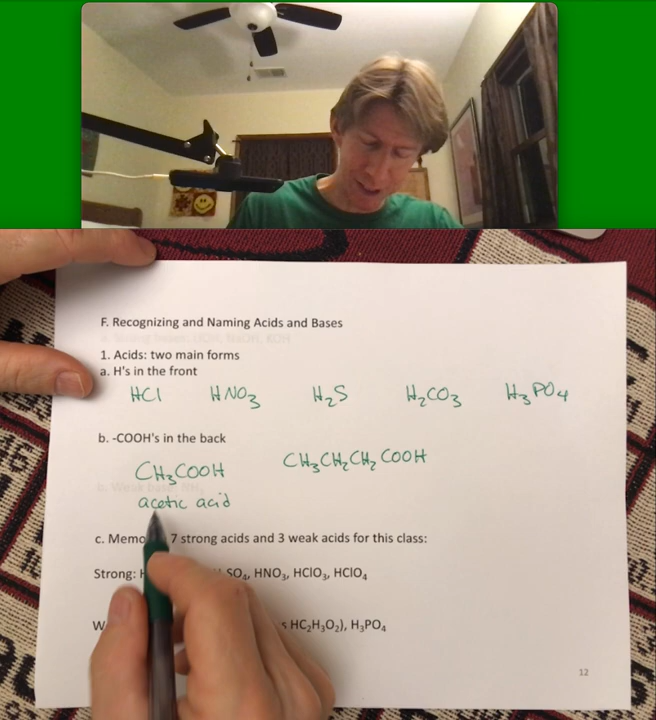 F. Recognizing and Naming Acids and Bases
1. Acids: two main forms
a. H's in the front
HCl HNO₃ H₂S H₂CO₃ H₃PO₄
b. -COOH's in the back
CH₃COOH CH₃CH₂CH₂COOH
acetic acid
c. Memo 7 strong acids and 3 weak acids for this class:
Strong: H SO₄, HNO₃, HClO₃, HClO₄
W HC₂H₃O₂), H₃PO₄
12